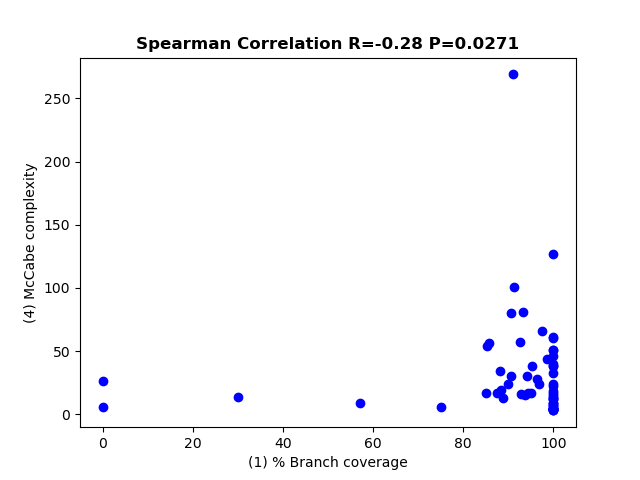 Spearman Correlation R=-0.28 P=0.0271
250
200
150
100
50
0
(4) McCabe complexity
0 20 40 60 80 100
(1) % Branch coverage